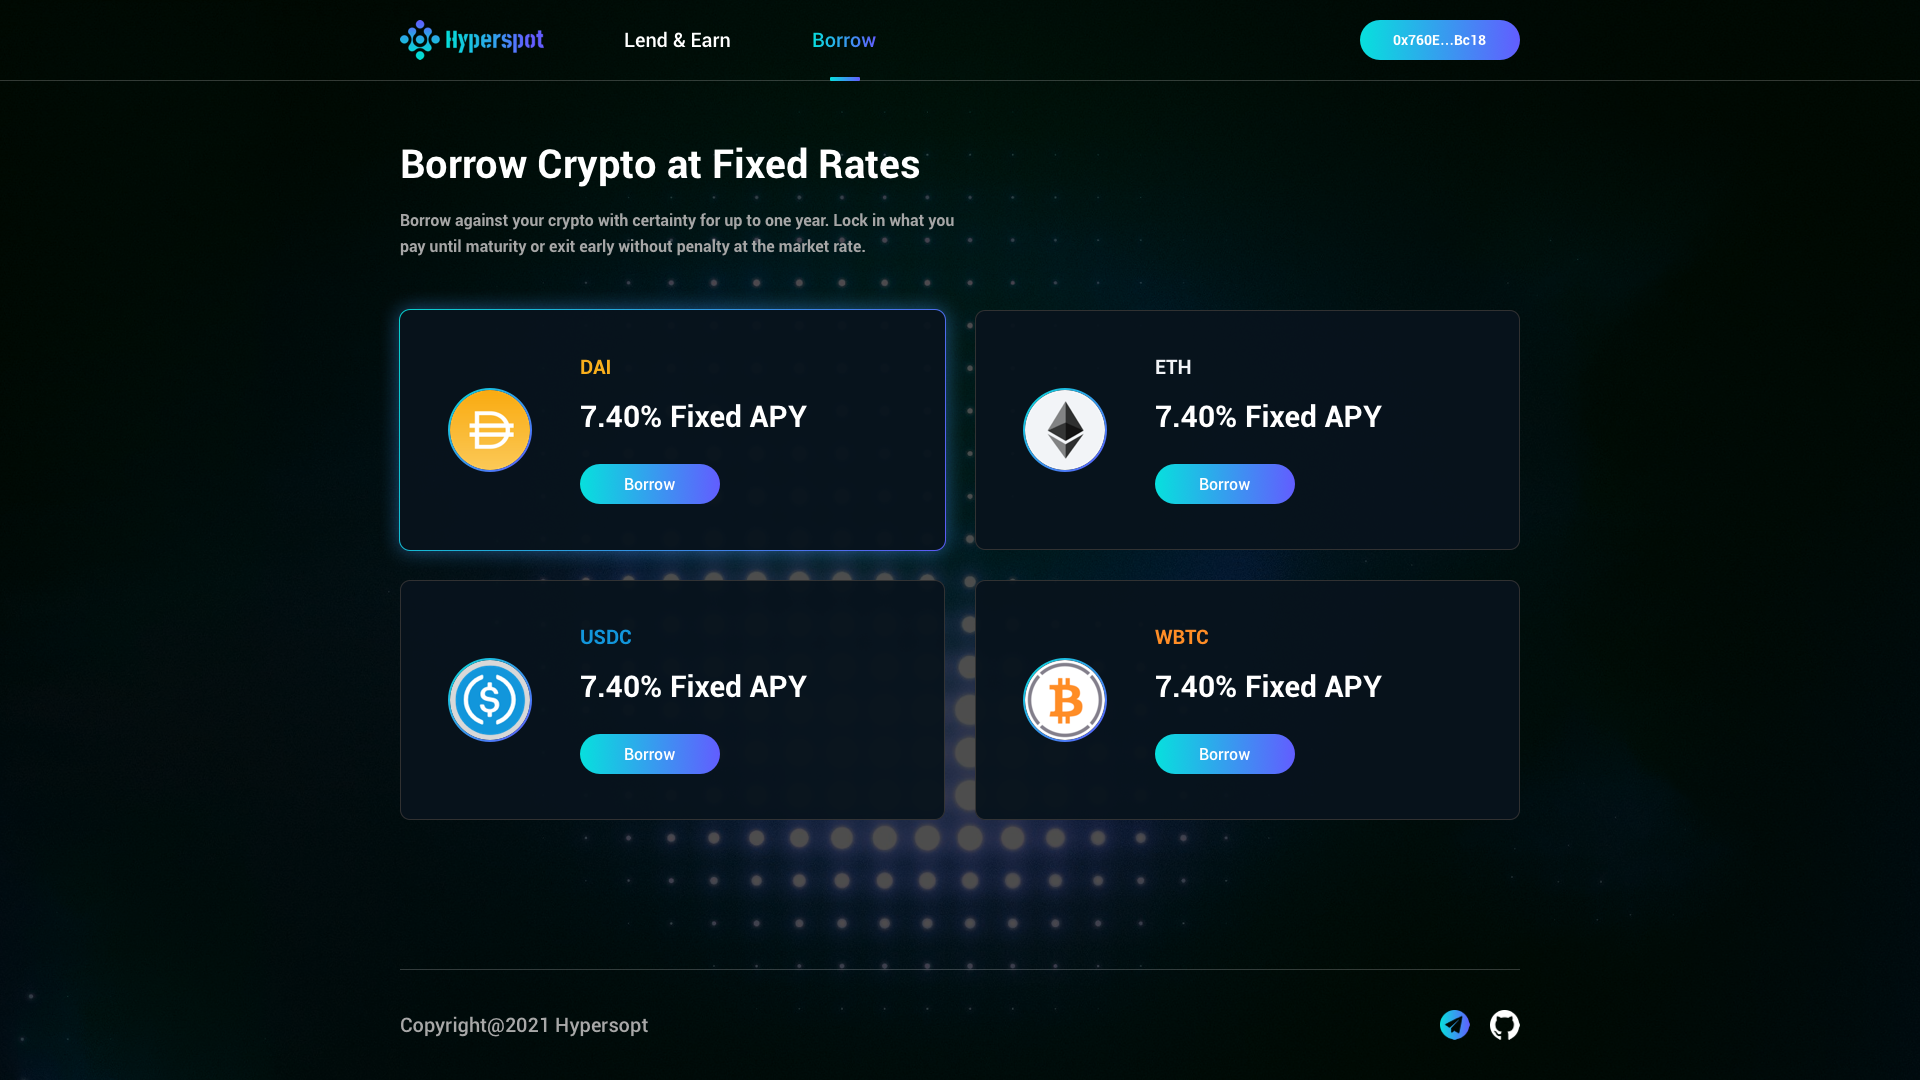 Hyperspot
Lend & Earn
Borrow
0x760E...Bc18
Borrow Crypto at Fixed Rates
Borrow against your crypto with certainty for up to one year. Lock in what you
pay until maturity or exit early without penalty at the market rate.
DAI
7.40% Fixed APY
Borrow
ETH
7.40% Fixed APY
Borrow
USDC
7.40% Fixed APY
Borrow
WBTC
7.40% Fixed APY
Borrow
Copyright@2021 Hypersopt